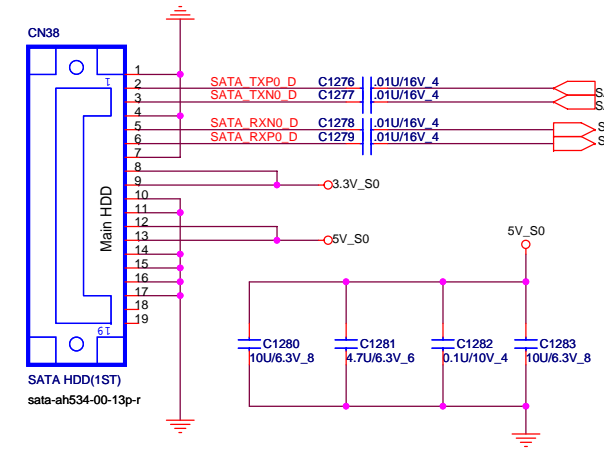 CN38
1
1
2
3
4
5
6
7
8
9
10
11
12
13
14
15
16
17
18
19
19
Main HDD
SATA_TXP0_D C1276 .01U/16V_4
SATA_TXN0_D C1277 .01U/16V_4
SATA_RXN0_D C1278 .01U/16V_4
SATA_RXP0_D C1279 .01U/16V_4
3.3V_S0
5V_S0
5V_S0
C1280
10U/6.3V_8
C1281
4.7U/6.3V_6
C1282
0.1U/10V_4
C1283
10U/6.3V_8
SATA HDD(1ST)
sata-ah534-00-13p-r